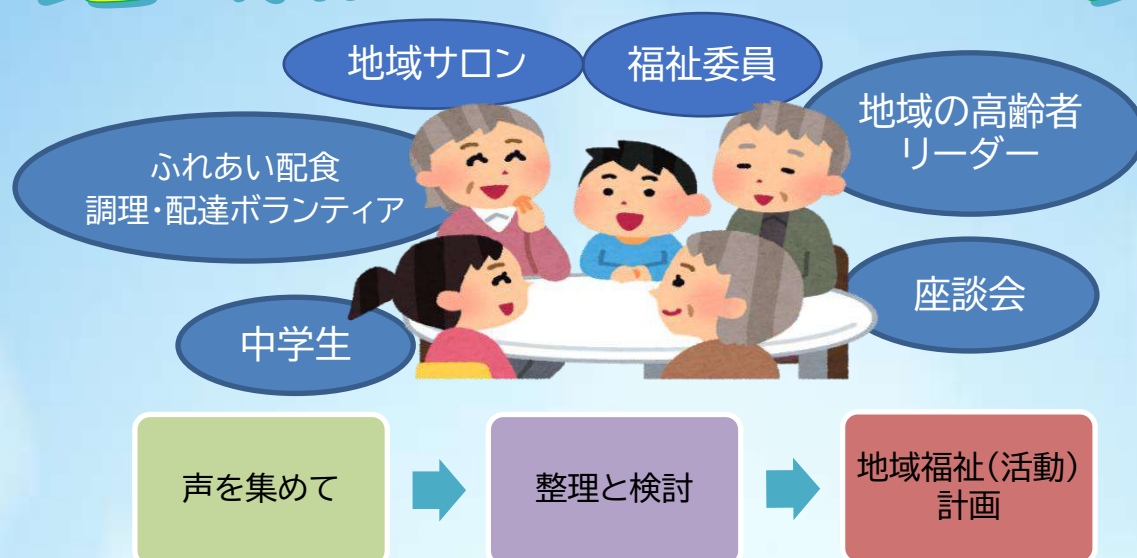 地域サロン
福祉委員
地域の高齢者
リーダー
ふれあい配食
調理・配達ボランティア
座談会
中学生
声を集めて
整理と検討
地域福祉(活動)
計画